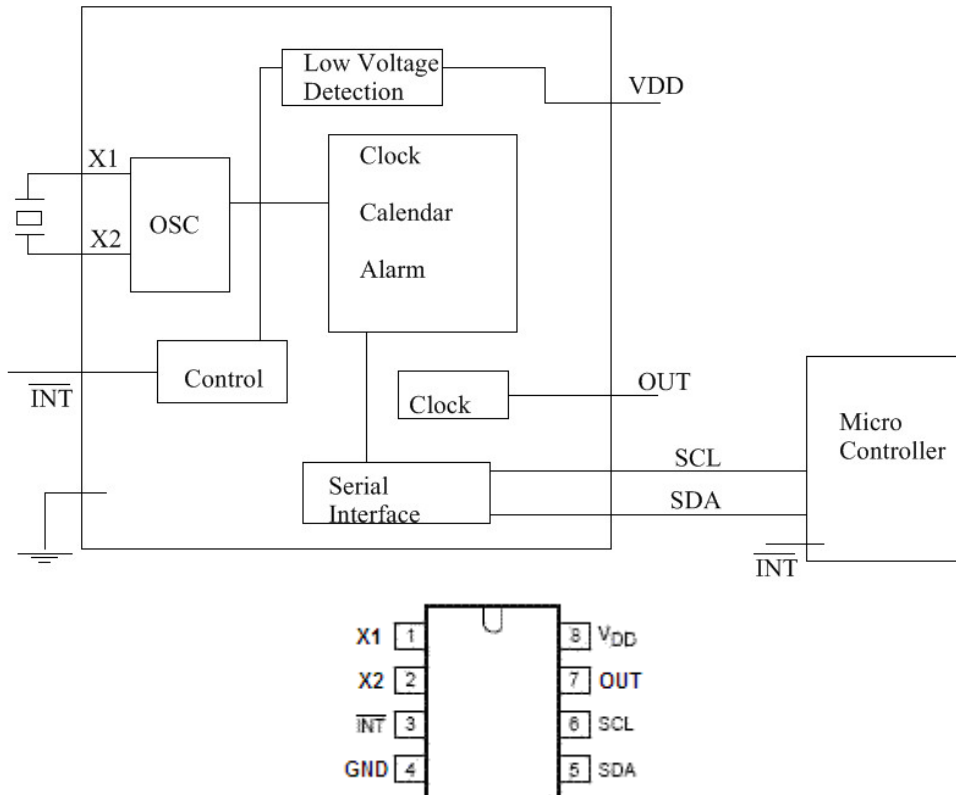 Low Voltage
Detection
VDD
X1
Clock
OSC
Calendar
X2
Alarm
Control
INT
Clock
OUT
Micro
Controller
SCL
Serial
Interface
SDA
INT
X1 1
8 VDD
X2 2
7 OUT
INT 3
6 SCL
GND 4
5 SDA